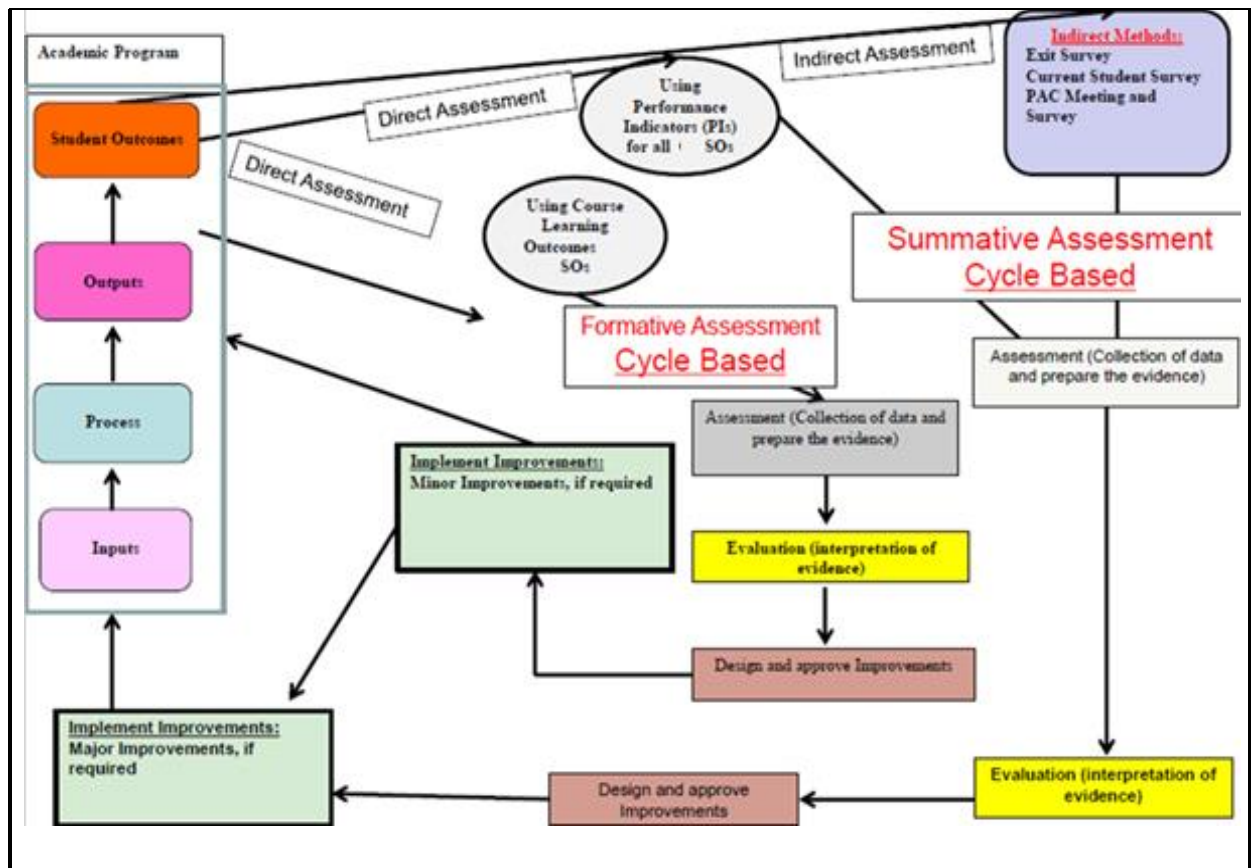 Academic Program
Student Outcomes
Outputs
Process
Inputs
Direct Assessment
Direct Assessment
Indirect Assessment
Using
Performance
Indicators (PIs)
for all SOs
Using Course
Learning
Outcomes
SOs
Indirect Methods:
Exit Survey
Current Student Survey
PAC Meeting and
Survey
Summative Assessment
Cycle Based
Formative Assessment
Cycle Based
Assessment (Collection of data
and prepare the evidence)
Assessment (Collection of data and
prepare the evidence)
Implement Improvements:
Minor Improvements, if required
Evaluation (interpretation of
evidence)
Design and approve Improvements
Implement Improvements:
Major Improvements, if
required
Design and approve
Improvements
Evaluation (interpretation of
evidence)